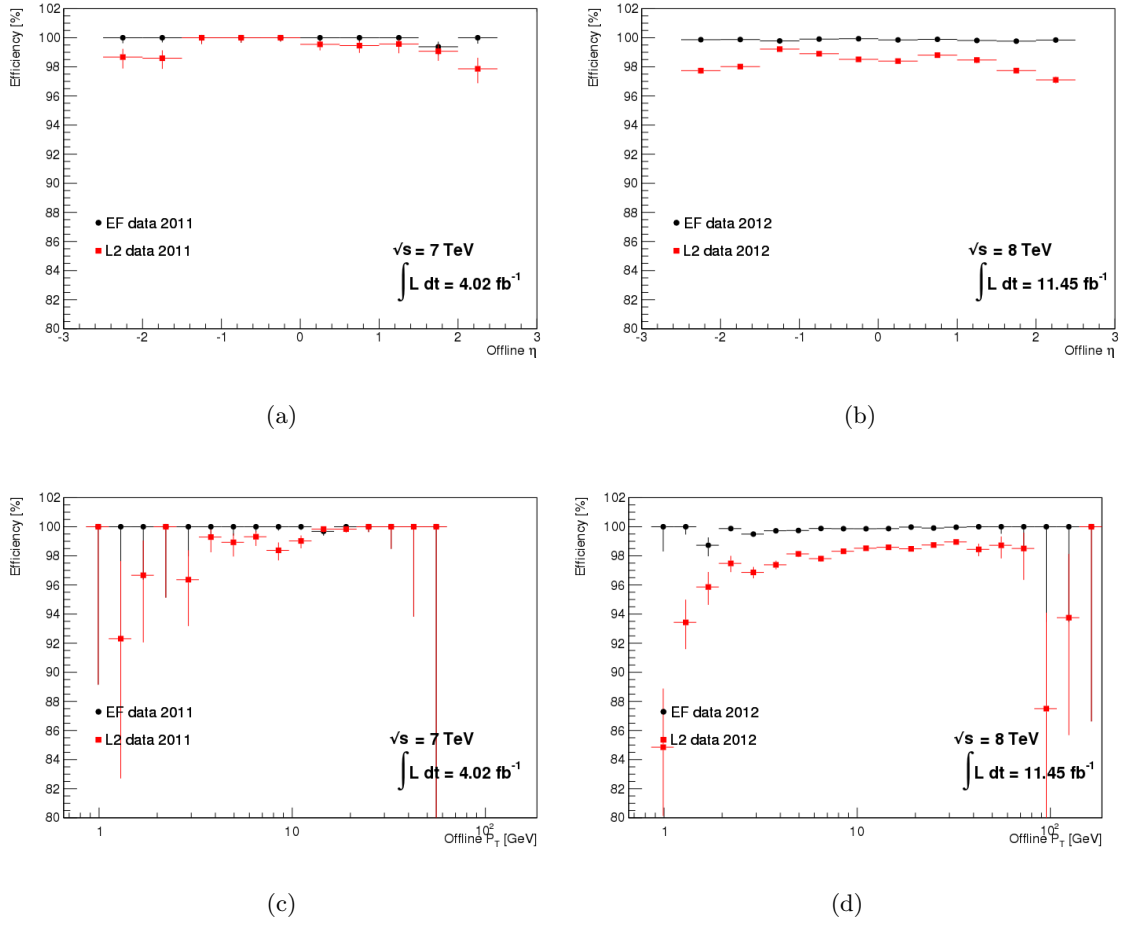 Efficiency [%]
102
100
98
96
94
92
90
88
86
84
82
80
EF data 2011
L2 data 2011
√s = 7 TeV
∫ L dt = 4.02 fb⁻¹
-3 -2 -1 0 1 2 3
Offline η
(a)
Efficiency [%]
102
100
98
96
94
92
90
88
86
84
82
80
EF data 2012
L2 data 2012
√s = 8 TeV
∫ L dt = 11.45 fb⁻¹
-3 -2 -1 0 1 2 3
Offline η
(b)
Efficiency [%]
102
100
98
96
94
92
90
88
86
84
82
80
EF data 2011
L2 data 2011
√s = 7 TeV
∫ L dt = 4.02 fb⁻¹
1 10 10²
Offline P_T [GeV]
(c)
Efficiency [%]
102
100
98
96
94
92
90
88
86
84
82
80
EF data 2012
L2 data 2012
√s = 8 TeV
∫ L dt = 11.45 fb⁻¹
1 10 10²
Offline P_T [GeV]
(d)